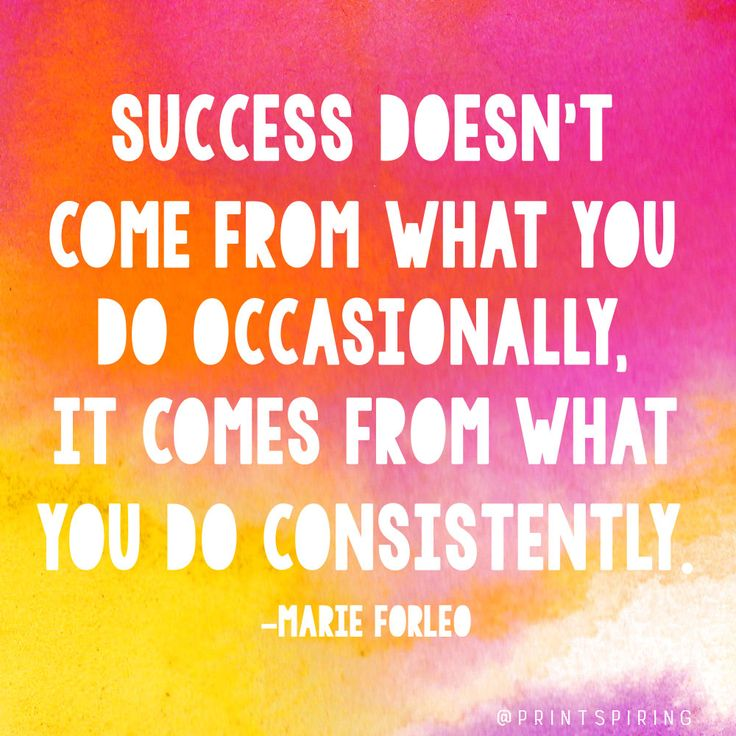 SUCCESS DOESN'T
COME FROM WHAT YOU
DO OCCASIONALLY,
IT COMES FROM WHAT
YOU DO CONSISTENTLY.
-MARIE FORLEO
@PRINTSPIRING